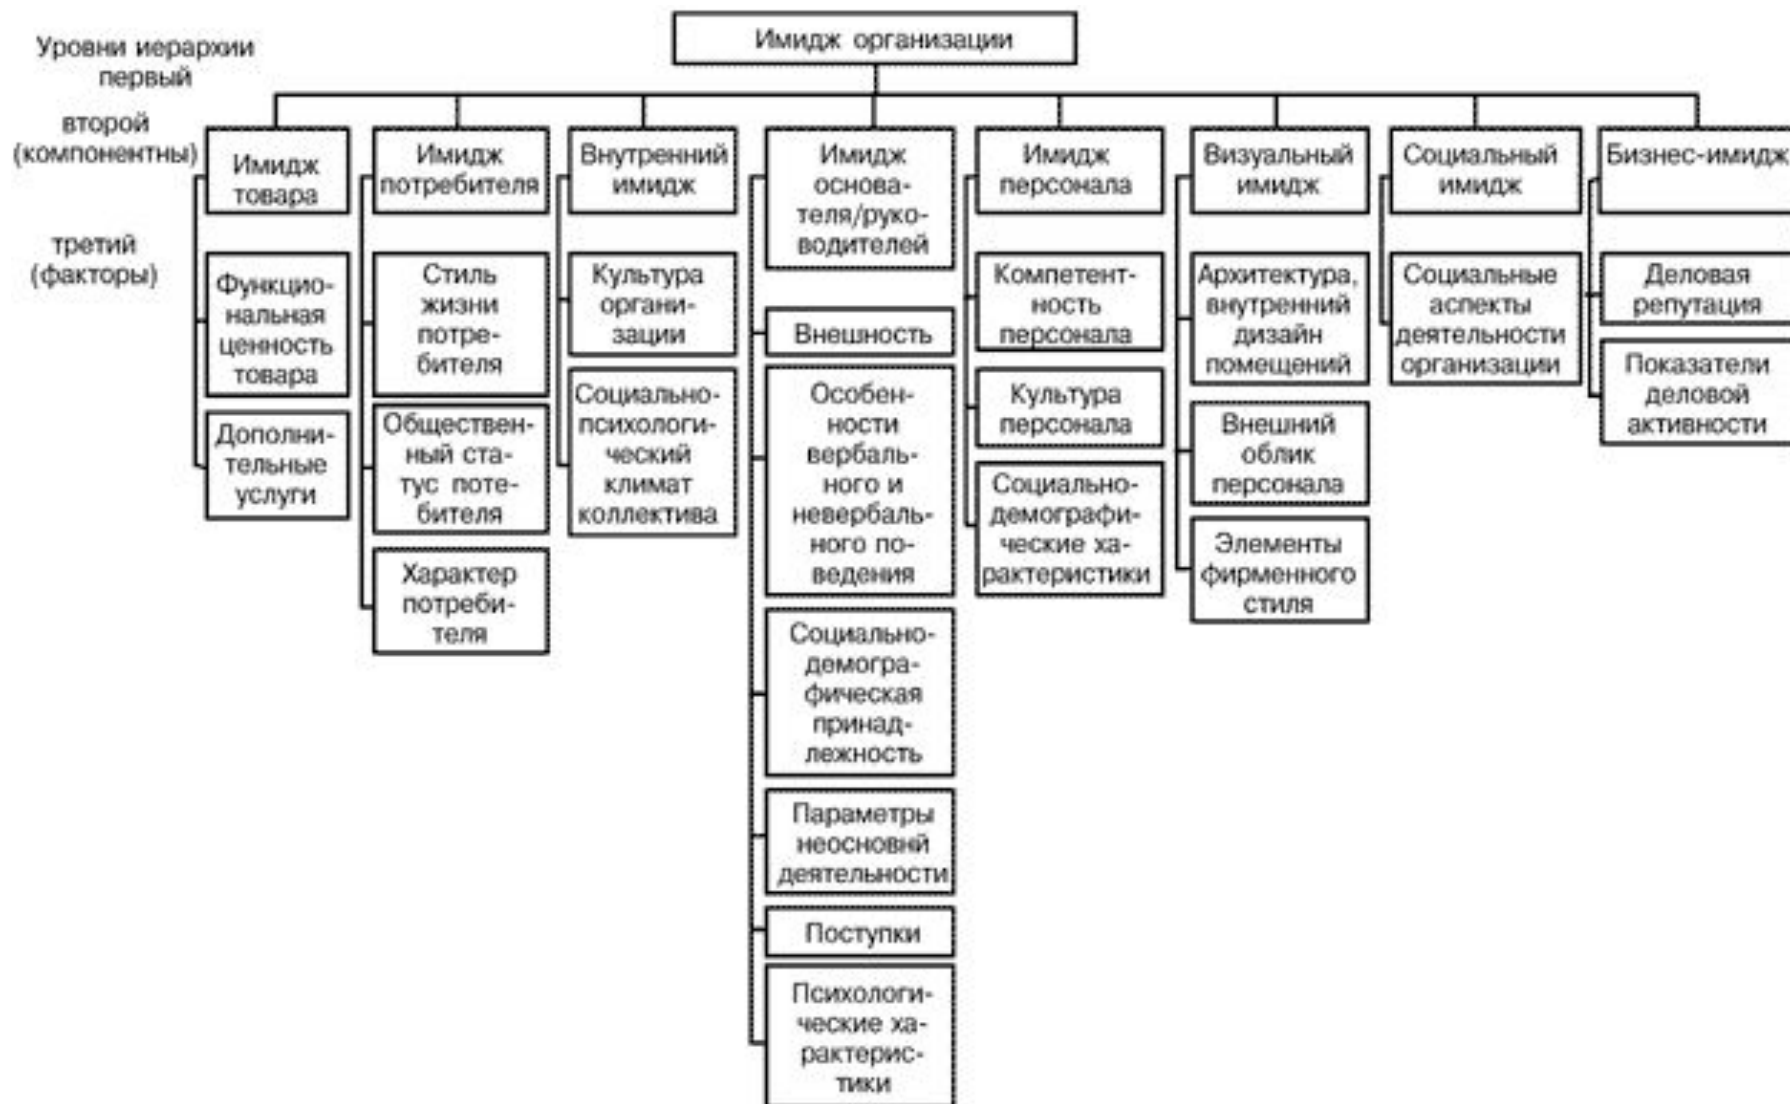 Имидж организации
Уровни иерархии
первый
второй
(компонентны)
третий
(факторы)
Имидж
товара
Функцио-
нальная
ценность
товара
Дополни-
тельные
услуги
Имидж
потребителя
Стиль
жизни
потре-
бителя
Обществен-
ный ста-
тус поте-
бителя
Характер
потреби-
теля
Внутренний
имидж
Культура
органи-
зации
Социально-
психологи-
ческий
климат
коллектива
Имидж
основа-
теля/руко-
водителей
Внешность
Особен-
ности
вербаль-
ного и
невербаль-
ного по-
ведения
Социально-
демогра-
фическая
принад-
лежность
Параметры
неосновнй
деятельности
Поступки
Психологи-
ческие ха-
рактерис-
тики
Имидж
персонала
Компетент-
ность
персонала
Культура
персонала
Социально-
демографи-
ческие ха-
рактеристики
Визуальный
имидж
Архитектура,
внутренний
дизайн
помещений
Внешний
облик
персонала
Элементы
фирменного
стиля
Социальный
имидж
Социальные
аспекты
деятельности
организации
Бизнес-имидж
Деловая
репутация
Показатели
деловой
активности